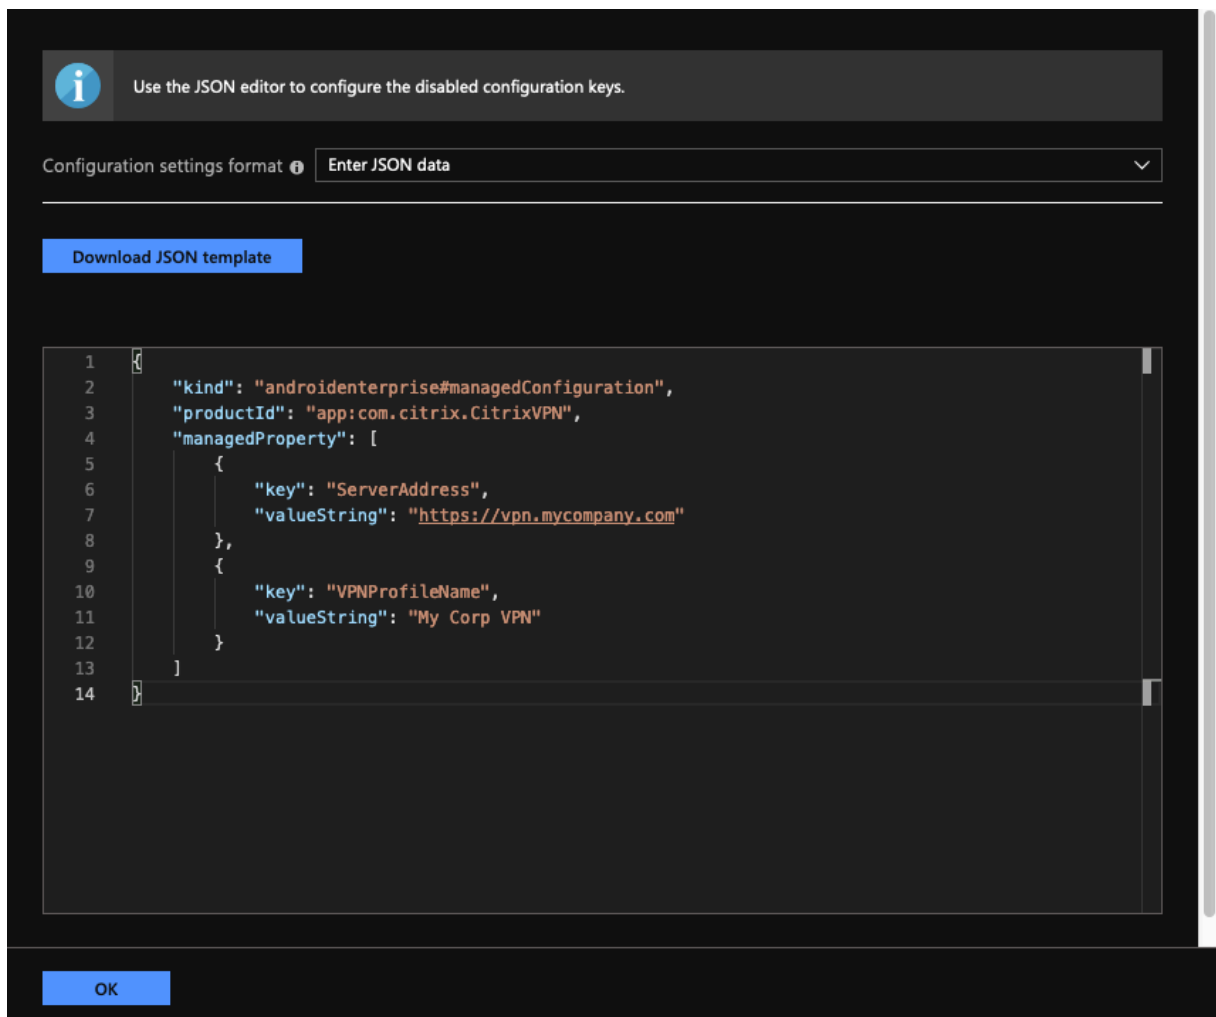 Use the JSON editor to configure the disabled configuration keys.
Configuration settings format Enter JSON data
Download JSON template
1 {
2 "kind": "androidenterprise#managedConfiguration",
3 "productId": "app:com.citrix.CitrixVPN",
4 "managedProperty": [
5 {
6 "key": "ServerAddress",
7 "valueString": "https://vpn.mycompany.com"
8 },
9 {
10 "key": "VPNProfileName",
11 "valueString": "My Corp VPN"
12 }
13 ]
14 }
OK